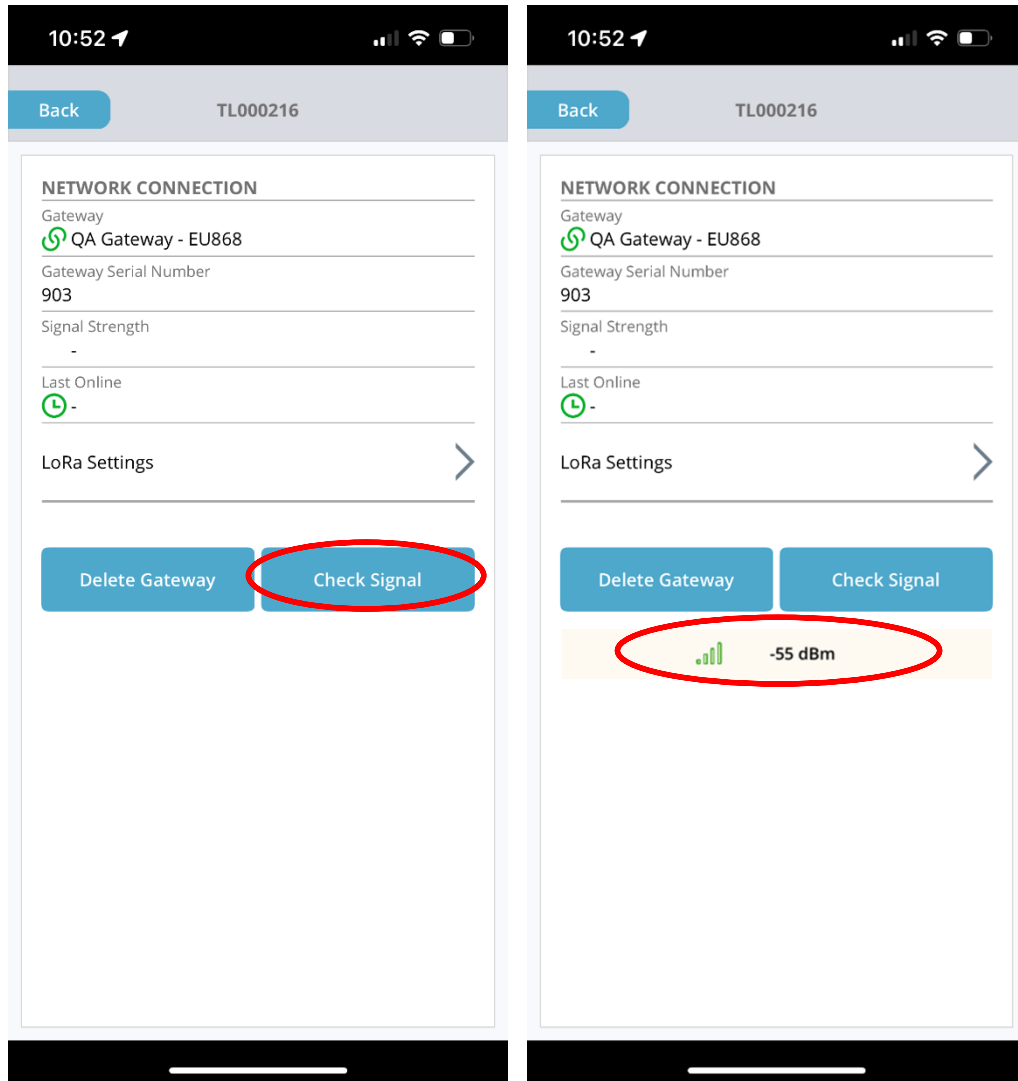 10:52
Back
TL000216
NETWORK CONNECTION
Gateway
QA Gateway - EU868
Gateway Serial Number
903
Signal Strength
-
Last Online
-
LoRa Settings
Delete Gateway
Check Signal
10:52
Back
TL000216
NETWORK CONNECTION
Gateway
QA Gateway - EU868
Gateway Serial Number
903
Signal Strength
-
Last Online
-
LoRa Settings
Delete Gateway
Check Signal
-55 dBm